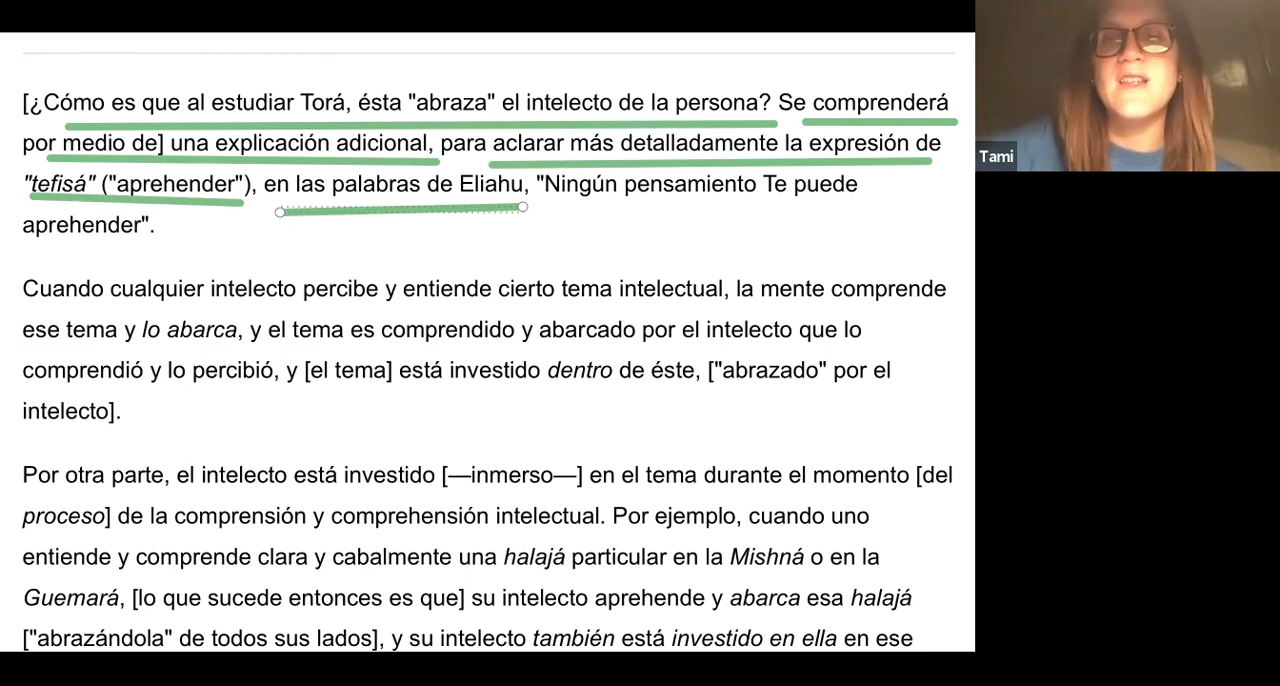 [¿Cómo es que al estudiar Torá, ésta "abraza" el intelecto de la persona? Se comprenderá
por medio de] una explicación adicional, para aclarar más detalladamente la expresión de
"tefisá" ("aprehender"), en las palabras de Eliahu, "Ningún pensamiento Te puede
aprehender".
Cuando cualquier intelecto percibe y entiende cierto tema intelectual, la mente comprende
ese tema y lo abarca, y el tema es comprendido y abarcado por el intelecto que lo
comprendió y lo percibió, y [el tema] está investido dentro de éste, ["abrazado" por el
intelecto].
Por otra parte, el intelecto está investido [—inmerso—] en el tema durante el momento [del
proceso] de la comprensión y comprehensión intelectual. Por ejemplo, cuando uno
entiende y comprende clara y cabalmente una halajá particular en la Mishná o en la
Guemará, [lo que sucede entonces es que] su intelecto aprehende y abarca esa halajá
["abrazándola" de todos sus lados], y su intelecto también está investido en ella en ese
Tami